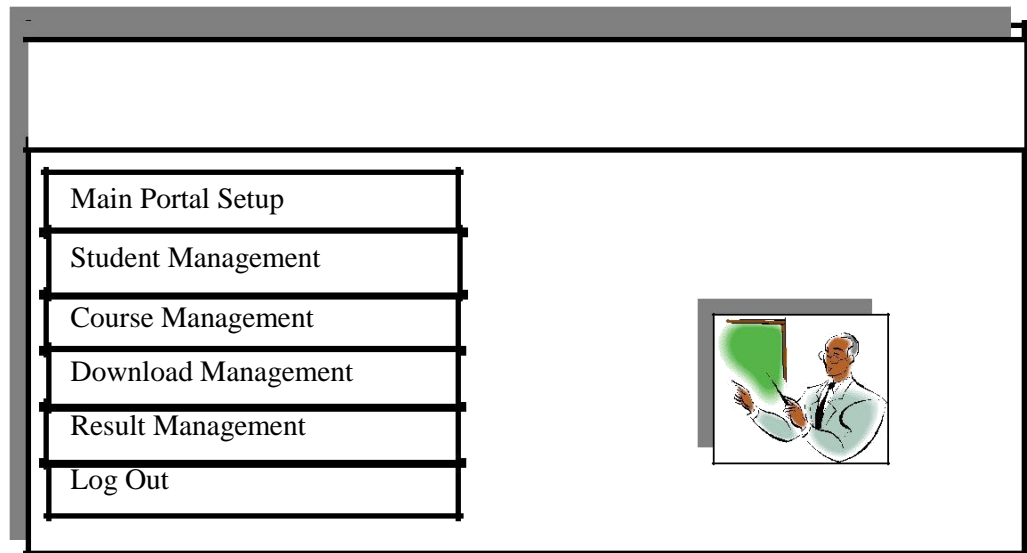 Main Portal Setup
Student Management
Course Management
Download Management
Result Management
Log Out